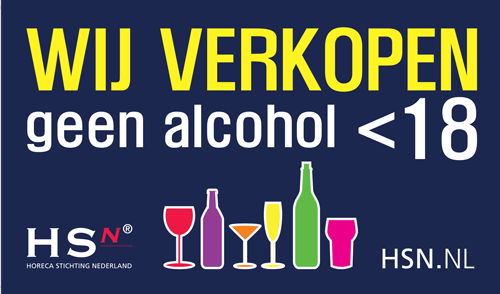 WIJ VERKOPEN
geen alcohol <18
HSN®
HORECA STICHTING NEDERLAND
HSN.NL